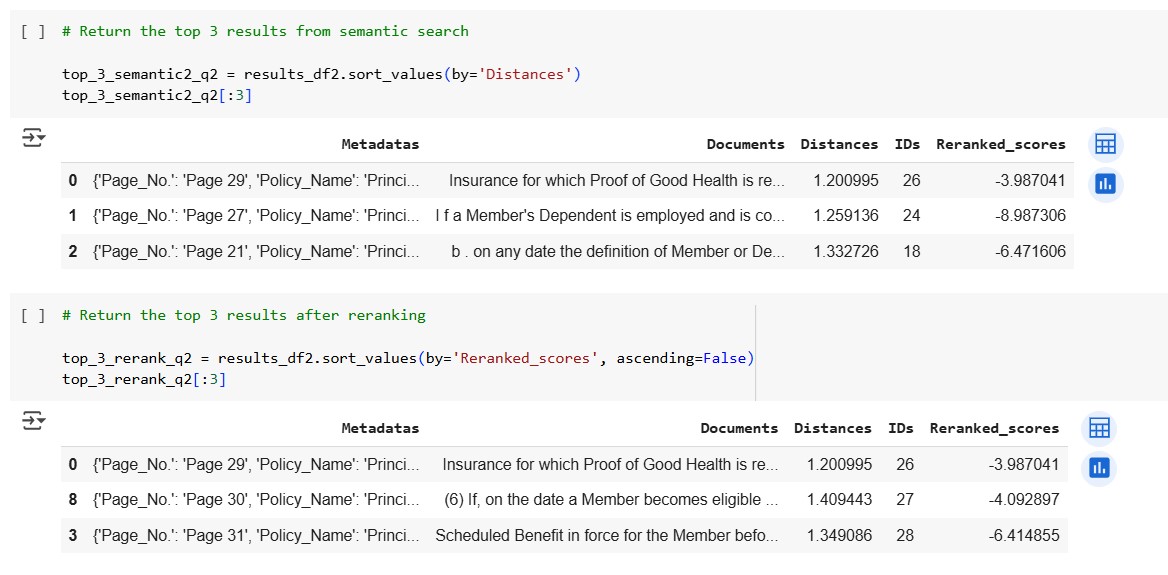 [ ] # Return the top 3 results from semantic search
top_3_semantic2_q2 = results_df2.sort_values(by='Distances')
top_3_semantic2_q2[:3]
Metadatas Documents Distances IDs Reranked_scores
0 {'Page_No.': 'Page 29', 'Policy_Name': 'Princi... Insurance for which Proof of Good Health is re... 1.200995 26 -3.987041
1 {'Page_No.': 'Page 27', 'Policy_Name': 'Princi... I f a Member's Dependent is employed and is co... 1.259136 24 -8.987306
2 {'Page_No.': 'Page 21', 'Policy_Name': 'Princi... b . on any date the definition of Member or De... 1.332726 18 -6.471606
[ ] # Return the top 3 results after reranking
top_3_rerank_q2 = results_df2.sort_values(by='Reranked_scores', ascending=False)
top_3_rerank_q2[:3]
Metadatas Documents Distances IDs Reranked_scores
0 {'Page_No.': 'Page 29', 'Policy_Name': 'Princi... Insurance for which Proof of Good Health is re... 1.200995 26 -3.987041
8 {'Page_No.': 'Page 30', 'Policy_Name': 'Princi... (6) If, on the date a Member becomes eligible ... 1.409443 27 -4.092897
3 {'Page_No.': 'Page 31', 'Policy_Name': 'Princi... Scheduled Benefit in force for the Member befo... 1.349086 28 -6.414855